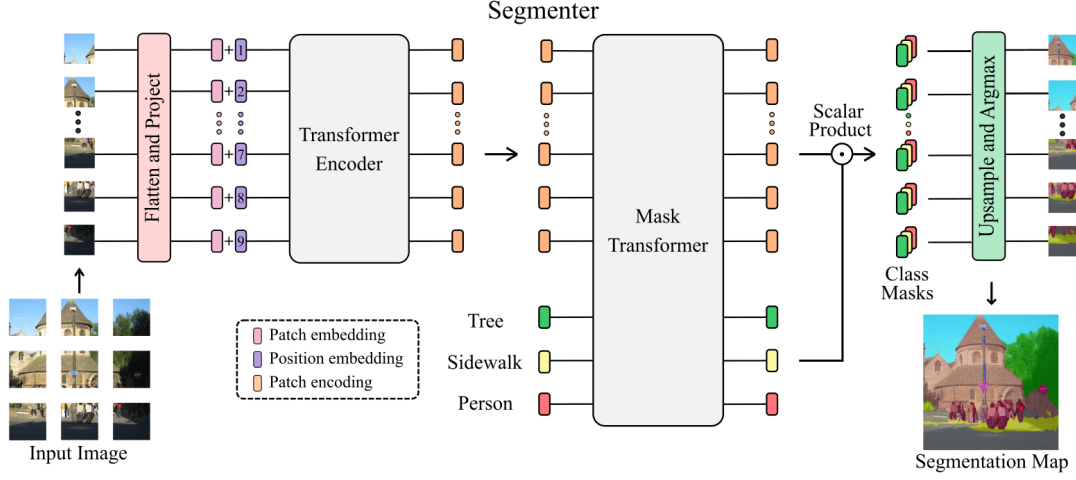 Segmenter
Flatten and Project
+ 1
+ 2
+ 7
+ 8
+ 9
Transformer
Encoder
Mask
Transformer
Scalar
Product
Upsample and Argmax
Class
Masks
Tree
Sidewalk
Person
Patch embedding
Position embedding
Patch encoding
Input Image
Segmentation Map